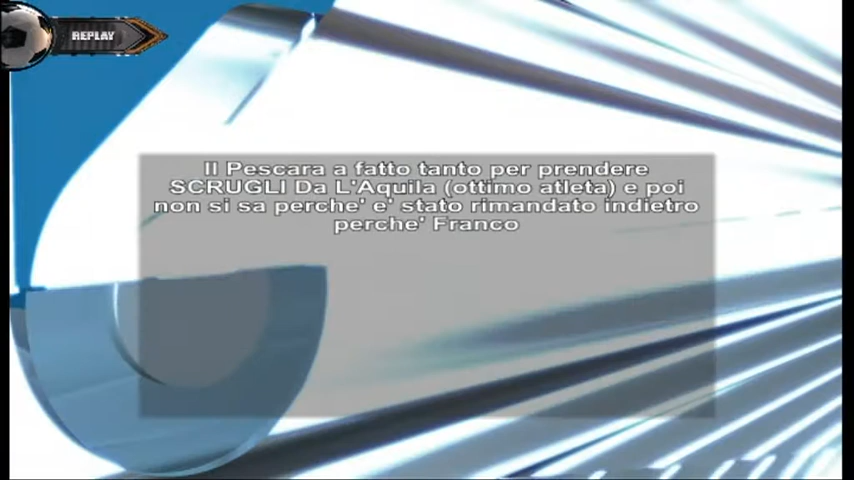 REPLAY
Il Pescara a fatto tanto per prendere
SCRUGLI Da L'Aquila (ottimo atleta) e poi
non si sa perche' e' stato rimandato indietro
perche' Franco